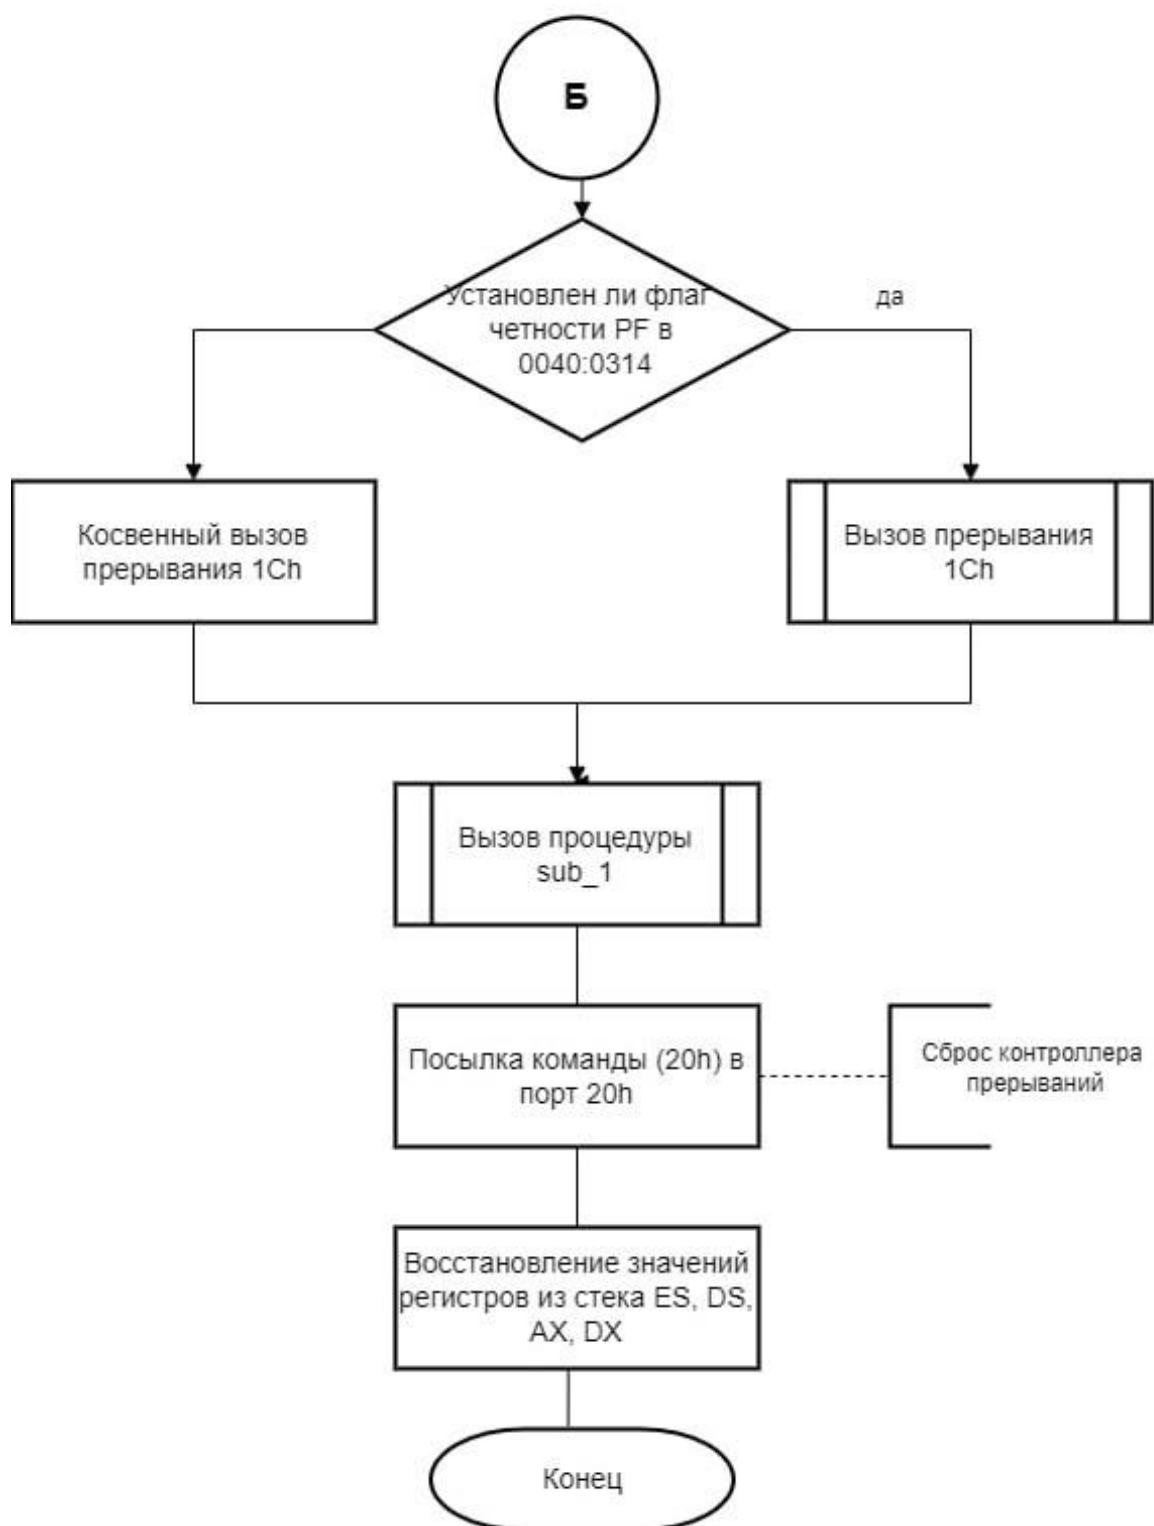 Б
Установлен ли флаг
четности PF в
0040:0314
да
Косвенный вызов
прерывания 1Ch
Вызов прерывания
1Ch
Вызов процедуры
sub_1
Посылка команды (20h) в
порт 20h
Сброс контроллера
прерываний
Восстановление значений
регистров из стека ES, DS,
AX, DX
Конец